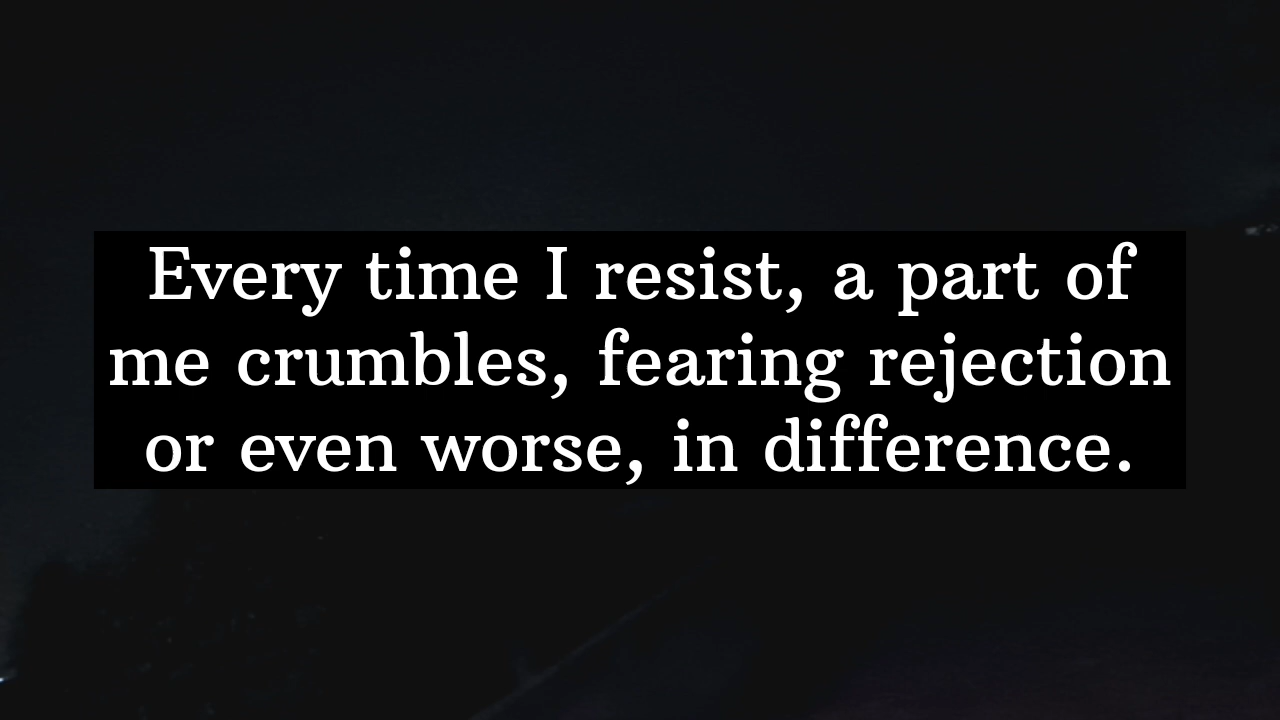 Every time I resist, a part of
me crumbles, fearing rejection
or even worse, in difference.